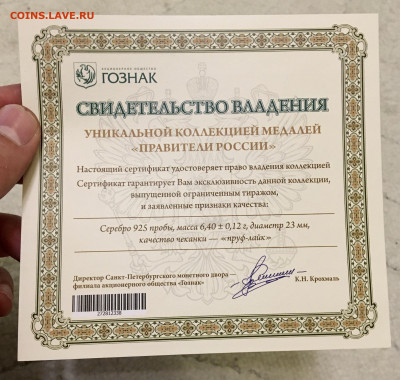 COINS.LAVE.RU
АКЦИОНЕРНОЕ ОБЩЕСТВО
ГОЗНАК
СВИДЕТЕЛЬСТВО ВЛАДЕНИЯ
УНИКАЛЬНОЙ КОЛЛЕКЦИЕЙ МЕДАЛЕЙ
«ПРАВИТЕЛИ РОССИИ»
Настоящий сертификат удостоверяет право владения коллекцией
Сертификат гарантирует Вам эксклюзивность данной коллекции,
выпущенной ограниченным тиражом,
и заявленные признаки качества:
Серебро 925 пробы, масса 6,40 ± 0,12 г, диаметр 23 мм,
качество чеканки — «пруф-лайк»
Директор Санкт-Петербургского монетного двора —
филиала акционерного общества «Гознак»
К.Н. Крохмаль
272012338